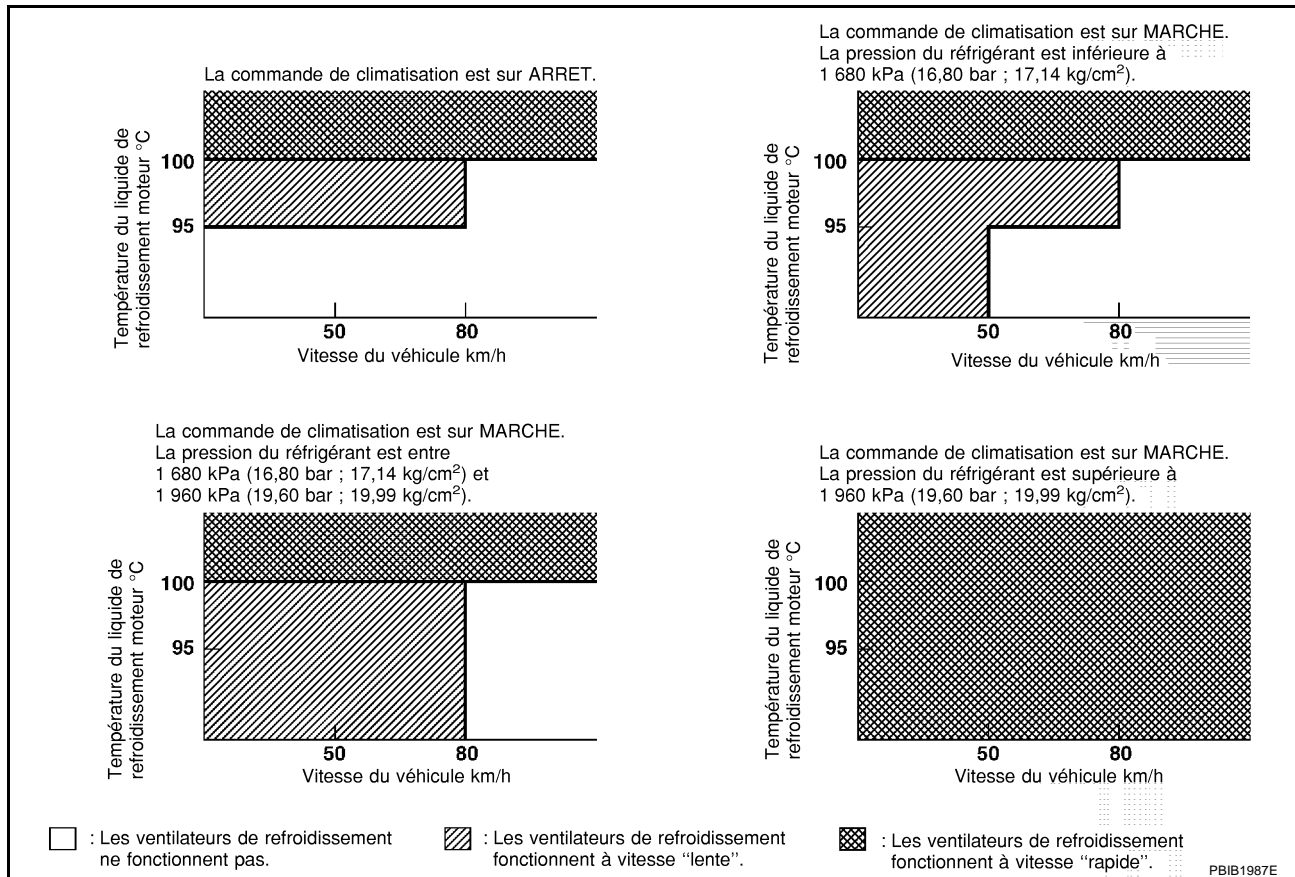 La commande de climatisation est sur ARRET.
Température du liquide de
refroidissement moteur °C
100
95
50
80
Vitesse du véhicule km/h
La commande de climatisation est sur MARCHE.
La pression du réfrigérant est inférieure à
1 680 kPa (16,80 bar ; 17,14 kg/cm²).
Température du liquide de
refroidissement moteur °C
100
95
50
80
Vitesse du véhicule km/h
La commande de climatisation est sur MARCHE.
La pression du réfrigérant est entre
1 680 kPa (16,80 bar ; 17,14 kg/cm²) et
1 960 kPa (19,60 bar ; 19,99 kg/cm²).
Température du liquide de
refroidissement moteur °C
100
95
50
80
Vitesse du véhicule km/h
La commande de climatisation est sur MARCHE.
La pression du réfrigérant est supérieure à
1 960 kPa (19,60 bar ; 19,99 kg/cm²).
Température du liquide de
refroidissement moteur °C
100
95
50
80
Vitesse du véhicule km/h
: Les ventilateurs de refroidissement
ne fonctionnent pas.
: Les ventilateurs de refroidissement
fonctionnent à vitesse "lente".
: Les ventilateurs de refroidissement
fonctionnent à vitesse "rapide".
PBIB1987E